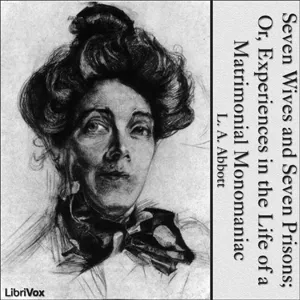 Seven Wives and Seven Prisons;
Or, Experiences in the Life of a
Matrimonial Monomaniac
L. A. Abbott
LibriVox